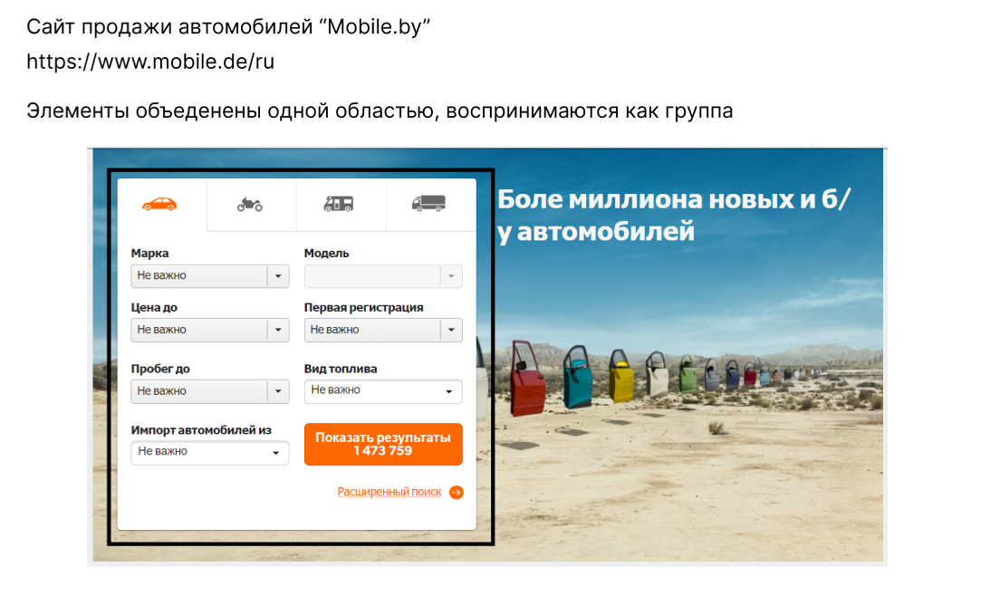 Сайт продажи автомобилей “Mobile.by”
https://www.mobile.de/ru
Элементы объеденены одной областью, воспринимаются как группа
Боле миллиона новых и б/
у автомобилей
Марка
Модель
Не важно
Цена до
Первая регистрация
Не важно
Не важно
Пробег до
Вид топлива
Не важно
Не важно
Импорт автомобилей из
Не важно
Показать результаты
1 473 759
Расширенный поиск